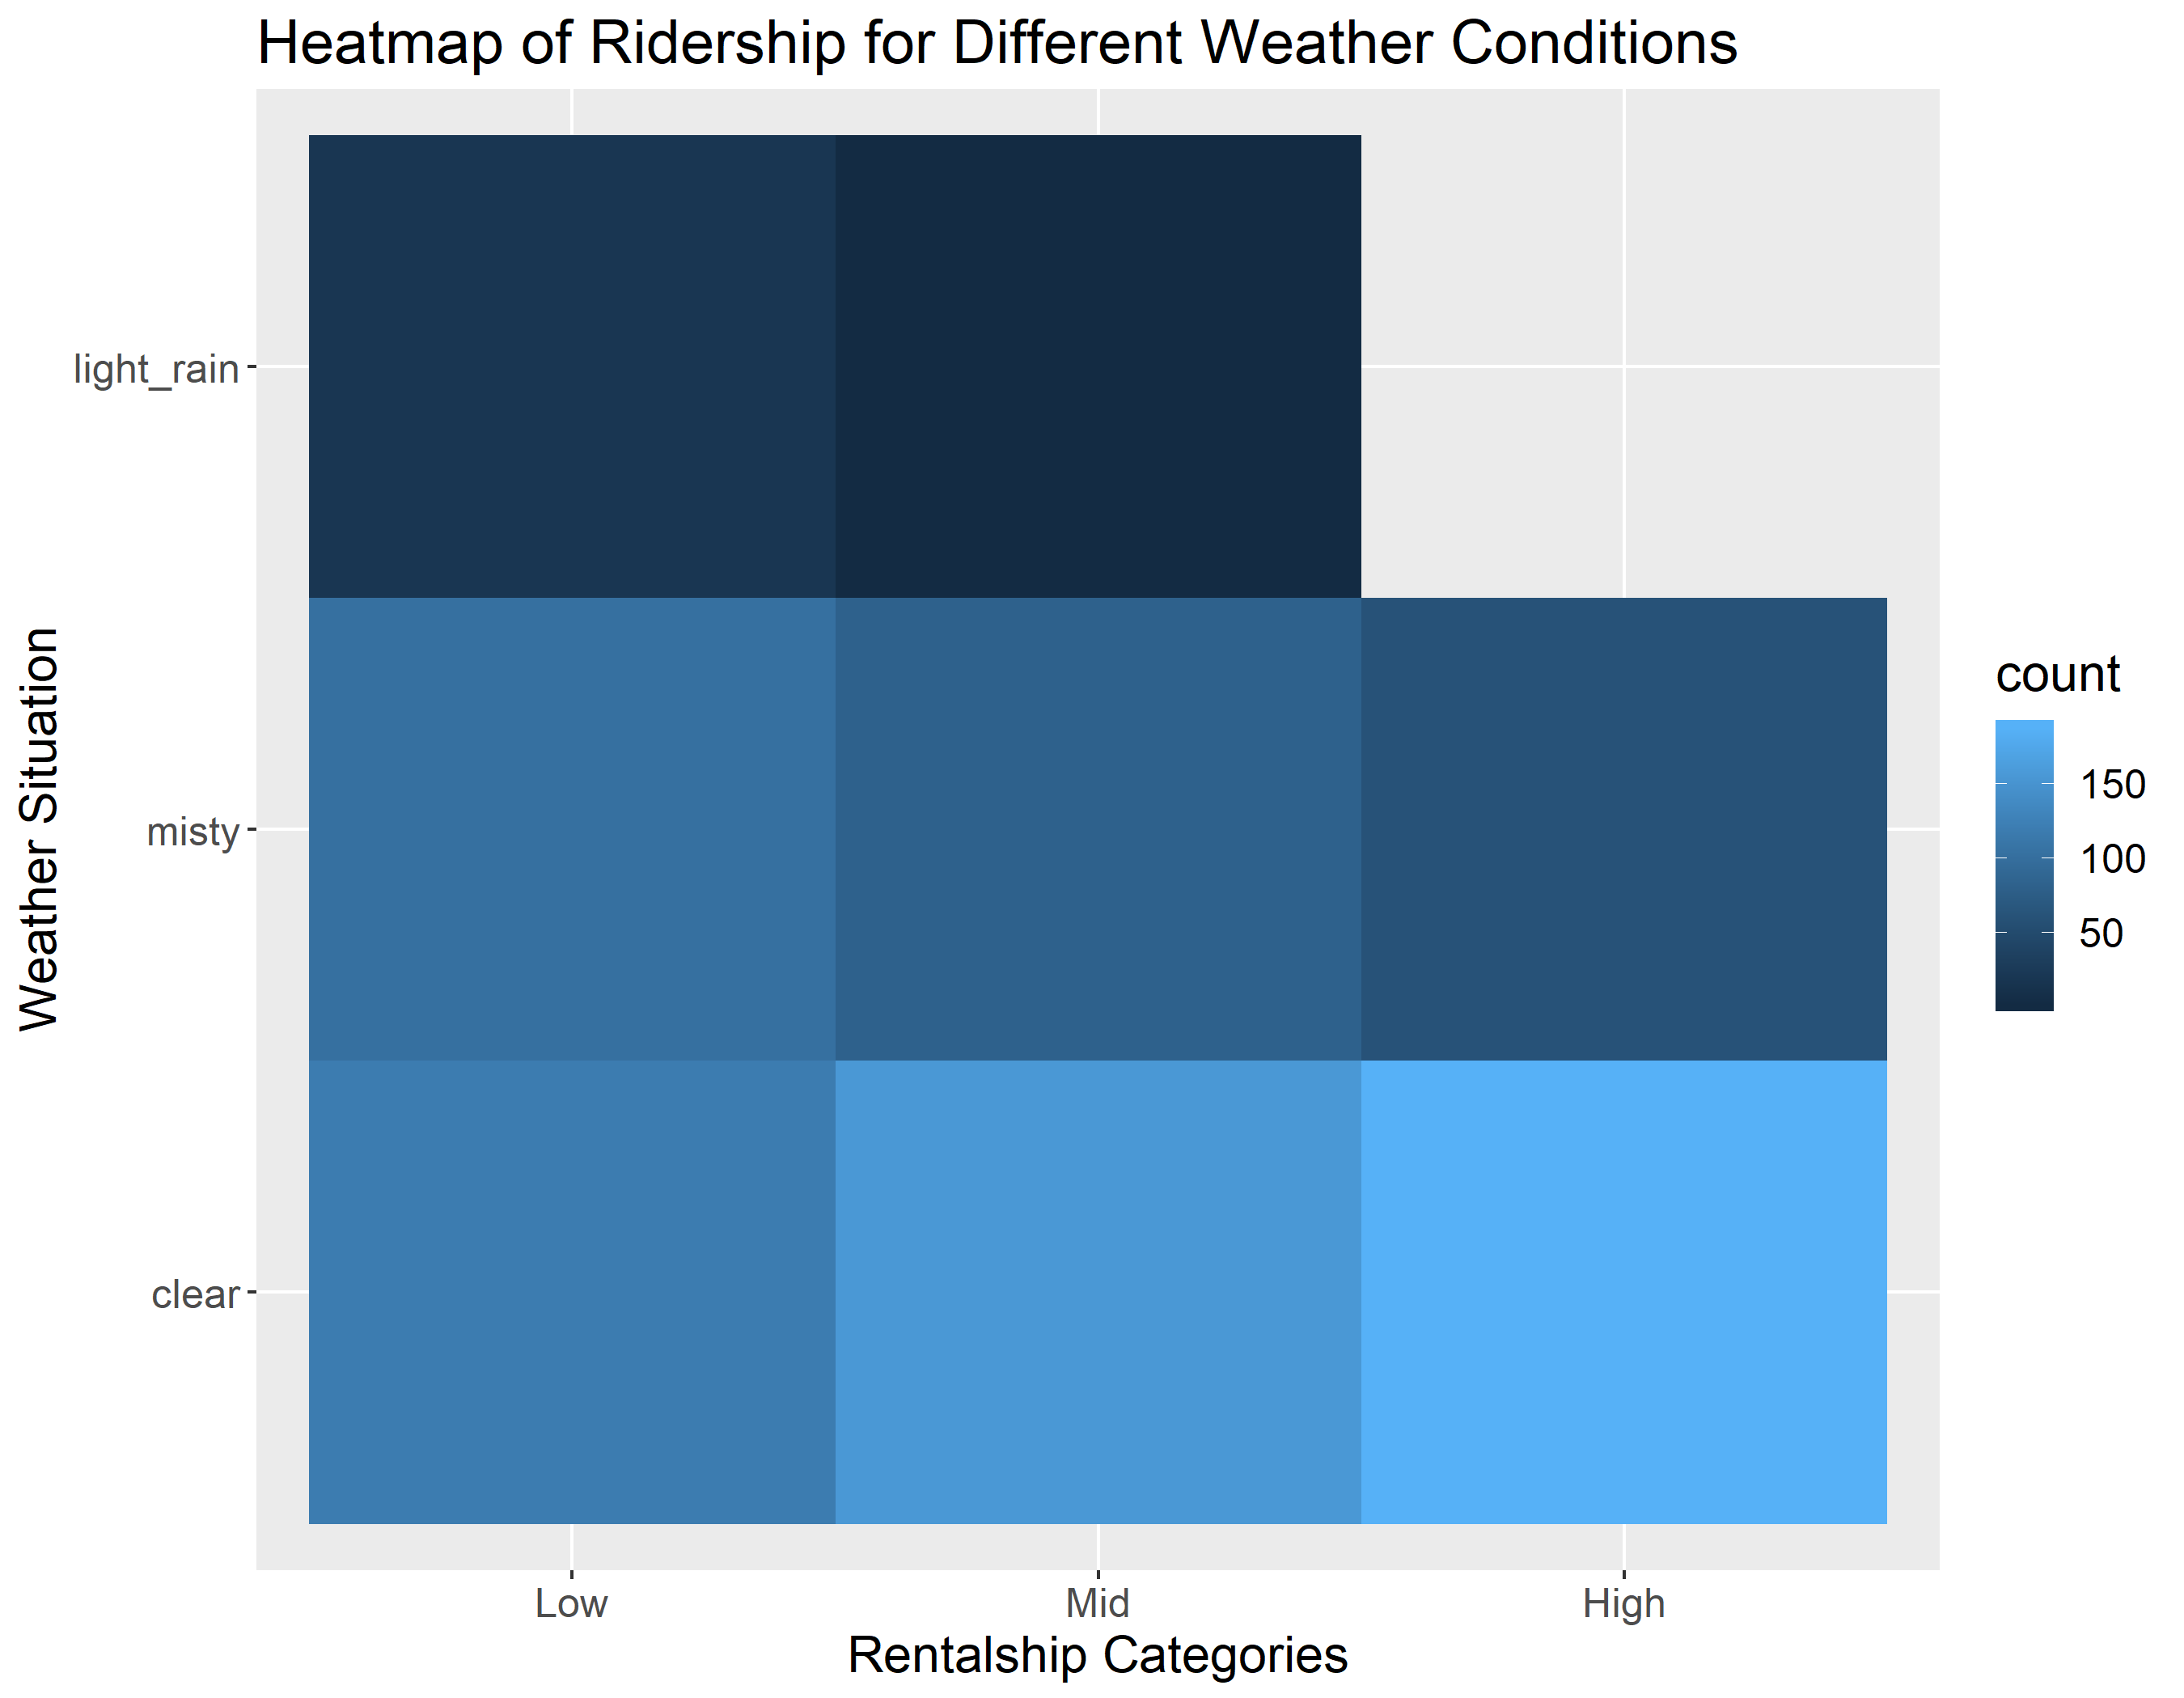 Heatmap of Ridership for Different Weather Conditions
light_rain
misty
clear
Weather Situation
Low
Mid
High
Rentalship Categories
count
150
100
50